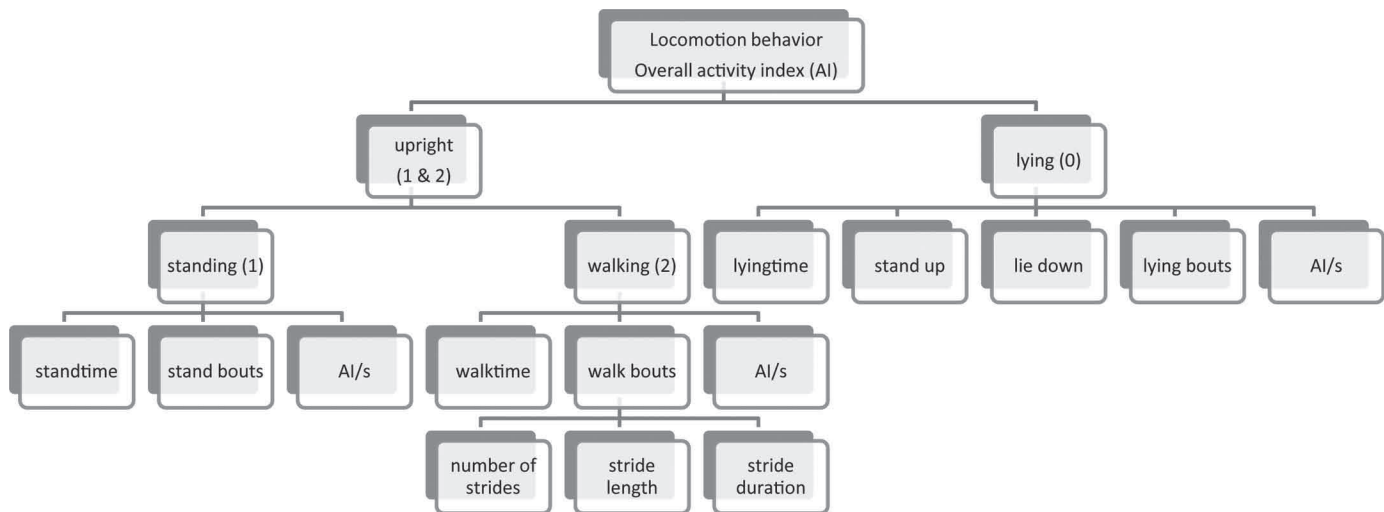 Locomotion behavior
Overall activity index (AI)
upright
(1 & 2)
lying (0)
standing (1)
walking (2)
lyingtime
stand up
lie down
lying bouts
AI/s
standtime
stand bouts
AI/s
walktime
walk bouts
AI/s
number of
strides
stride
length
stride
duration